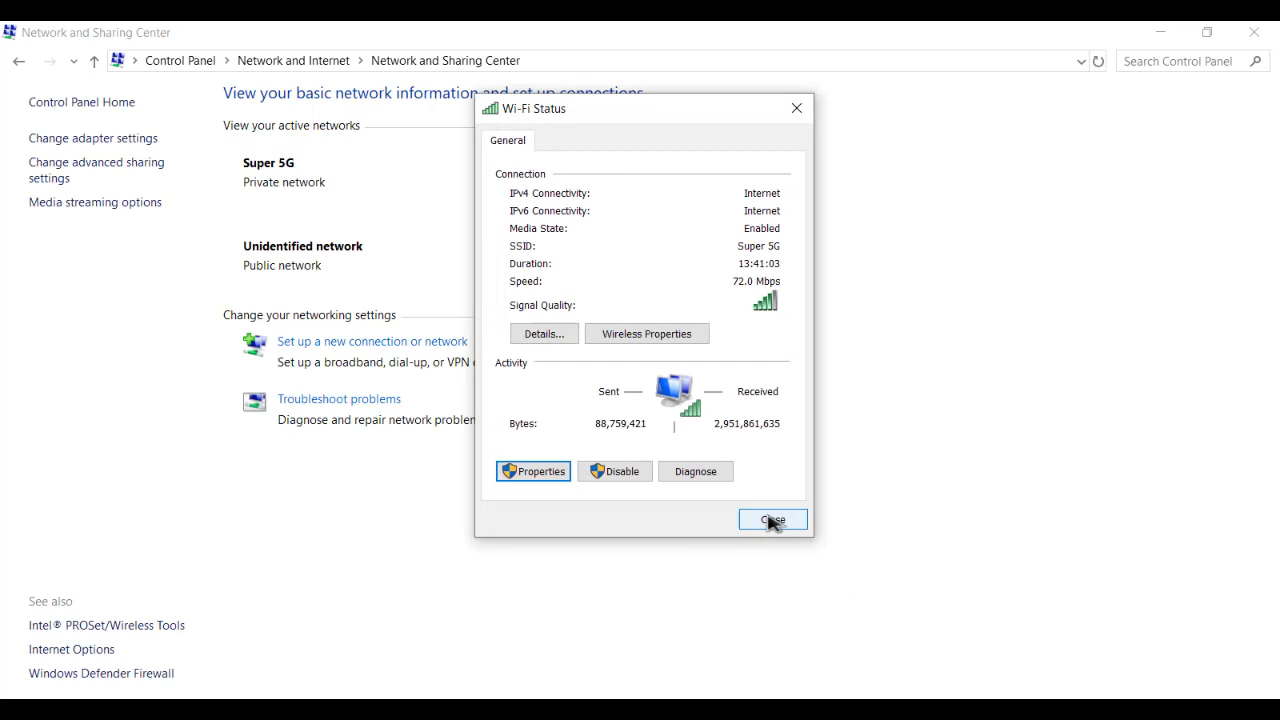 Network and Sharing Center
Control Panel > Network and Internet > Network and Sharing Center
Search Control Panel
Control Panel Home
Change adapter settings
Change advanced sharing
settings
Media streaming options
See also
Intel® PROSet/Wireless Tools
Internet Options
Windows Defender Firewall
View your basic network information and set up connections
View your active networks
Super 5G
Private network
Unidentified network
Public network
Change your networking settings
Set up a new connection or network
Set up a broadband, dial-up, or VPN
Troubleshoot problems
Diagnose and repair network problem
Wi-Fi Status
General
Connection
IPv4 Connectivity: Internet
IPv6 Connectivity: Internet
Media State: Enabled
SSID: Super 5G
Duration: 13:41:03
Speed: 72.0 Mbps
Signal Quality:
Details... Wireless Properties
Activity
Sent Received
Bytes: 88,759,421 2,951,861,635
Properties Disable Diagnose
Close